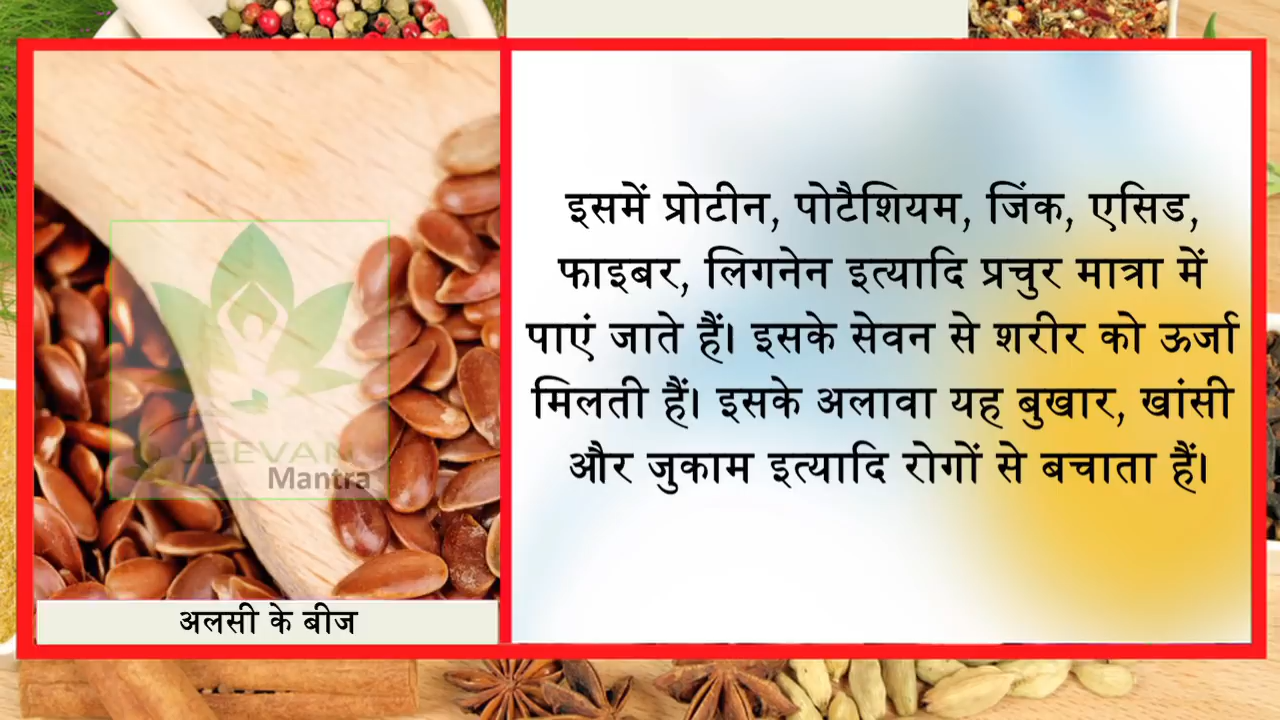 इसमें प्रोटीन, पोटैशियम, जिंक, एसिड,
फाइबर, लिगनेन इत्यादि प्रचुर मात्रा में
पाएं जाते हैं। इसके सेवन से शरीर को ऊर्जा
मिलती हैं। इसके अलावा यह बुखार, खांसी
और जुकाम इत्यादि रोगों से बचाता हैं।
JEEVAN
Mantra
अलसी के बीज